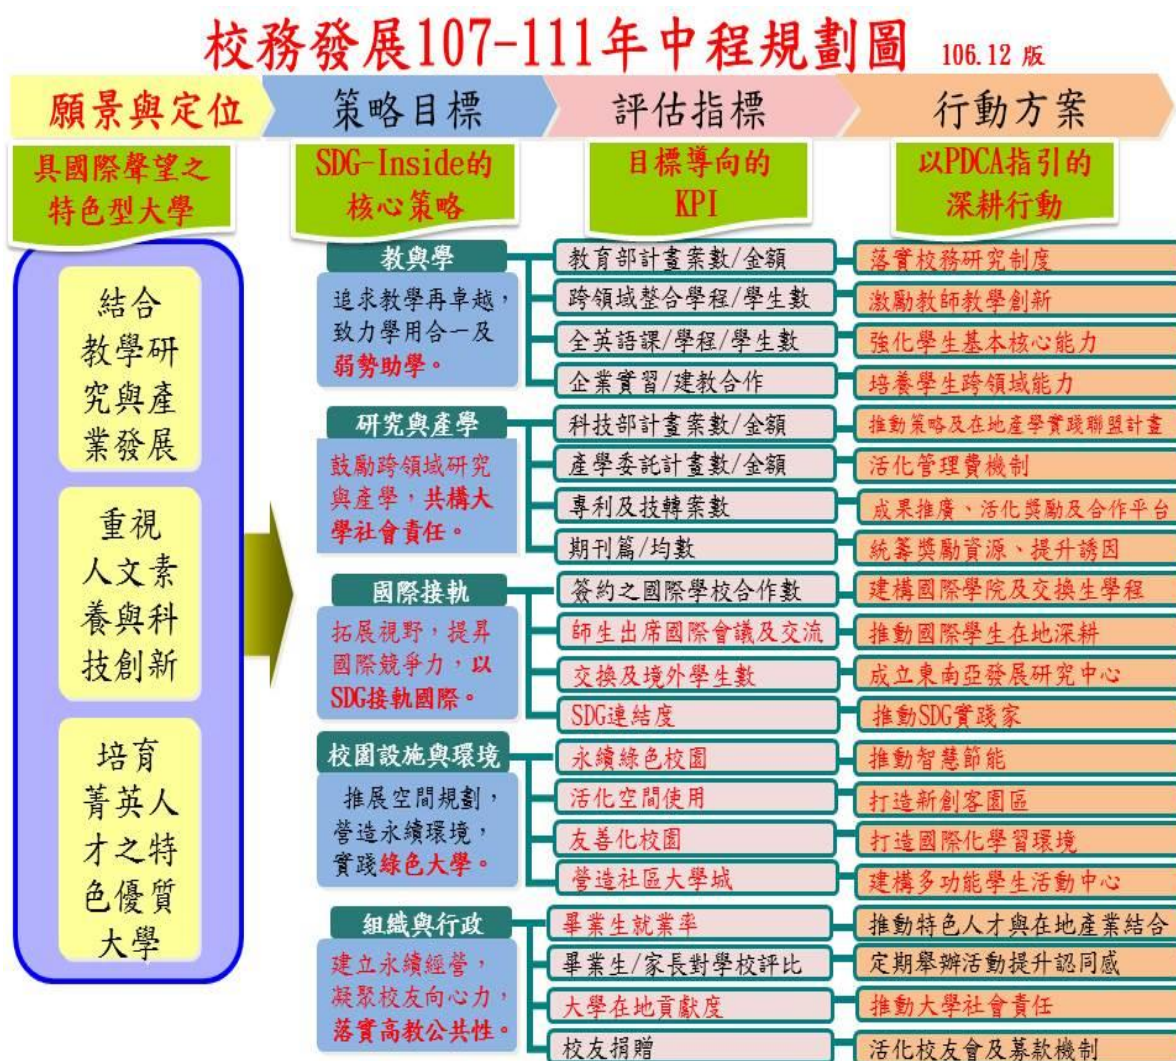 校務發展107-111年中程規劃圖 106.12 版
願景與定位
策略目標
評估指標
行動方案
具國際聲望之
特色型大學
SDG-Inside的
核心策略
目標導向的
KPI
以PDCA指引的
深耕行動
結合
教學研
究與產
業發展
重視
人文素
養與科
技創新
培育
菁英人
才之特
色優質
大學
教與學
追求教學再卓越，
致力學用合一及
弱勢助學。
教育部計畫案數/金額
落實校務研究制度
跨領域整合學程/學生數
激勵教師教學創新
全英語課/學程/學生數
強化學生基本核心能力
企業實習/建教合作
培養學生跨領域能力
研究與產學
鼓勵跨領域研究
與產學，共構大
學社會責任。
科技部計畫案數/金額
推動策略及在地產學實踐聯盟計畫
產學委託計畫數/金額
活化管理費機制
專利及技轉案數
成果推廣、活化獎勵及合作平台
期刊篇/均數
統籌獎勵資源、提升誘因
國際接軌
拓展視野，提昇
國際競爭力，以
SDG接軌國際。
簽約之國際學校合作數
建構國際學院及交換生學程
師生出席國際會議及交流
推動國際學生在地深耕
交換及境外學生數
成立東南亞發展研究中心
SDG連結度
推動SDG實踐家
校園設施與環境
推展空間規劃，
營造永續環境，
實踐綠色大學。
永續綠色校園
推動智慧節能
活化空間使用
打造新創客園區
友善化校園
打造國際化學習環境
營造社區大學城
建構多功能學生活動中心
組織與行政
建立永續經營，
凝聚校友向心力，
落實高教公共性。
畢業生就業率
推動特色人才與在地產業結合
畢業生/家長對學校評比
定期舉辦活動提升認同感
大學在地貢獻度
推動大學社會責任
校友捐贈
活化校友會及募款機制